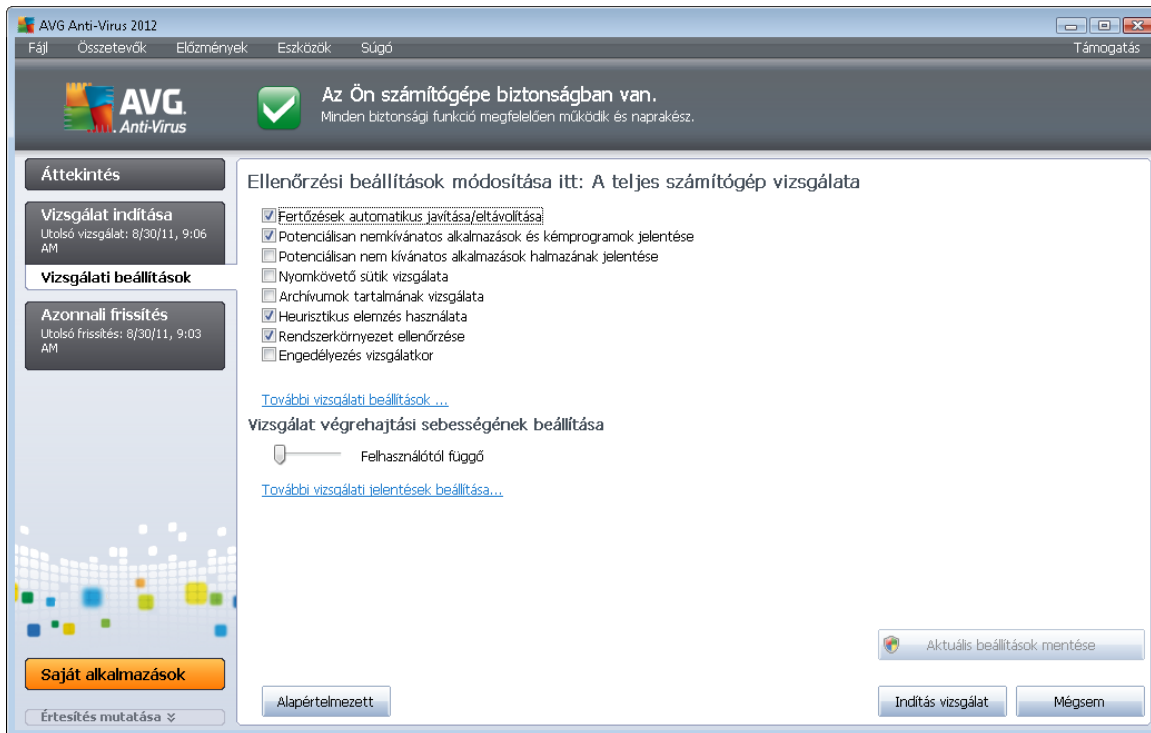 AVG Anti-Virus 2012
Fájl Összetevők Előzmények Eszközök Súgó Támogatás
AVG.
Anti-Virus
Az Ön számítógépe biztonságban van.
Minden biztonsági funkció megfelelően működik és naprakész.
Áttekintés
Vizsgálat indítása
Utolsó vizsgálat: 8/30/11, 9:06
AM
Vizsgálati beállítások
Azonnali frissítés
Utolsó frissítés: 8/30/11, 9:03
AM
Saját alkalmazások
Értesítés mutatása
Ellenőrzési beállítások módosítása itt: A teljes számítógép vizsgálata
Fertőzések automatikus javítása/eltávolítása
Potenciálisan nemkívánatos alkalmazások és kémprogramok jelentése
Potenciálisan nem kívánatos alkalmazások halmazának jelentése
Nyomkövető sütik vizsgálata
Archívumok tartalmának vizsgálata
Heurisztikus elemzés használata
Rendszerkörnyezet ellenőrzése
Engedélyezés vizsgálatkor
További vizsgálati beállítások ...
Vizsgálat végrehajtási sebességének beállítása
Felhasználótól függő
További vizsgálati jelentések beállítása...
Aktuális beállítások mentése
Alapértelmezett
Indítás vizsgálat
Mégsem